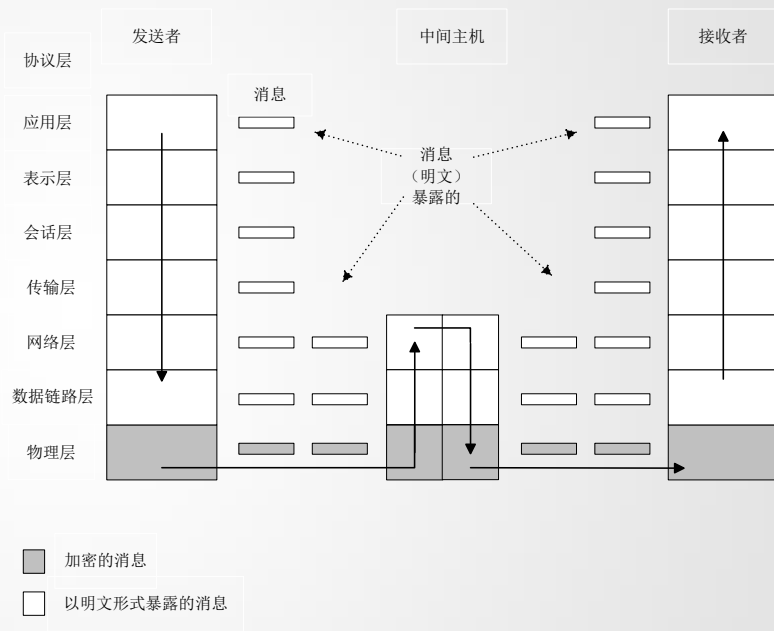 发送者
中间主机
接收者
协议层
消息
应用层
消息
（明文）
暴露的
表示层
会话层
传输层
网络层
数据链路层
物理层
加密的消息
以明文形式暴露的消息